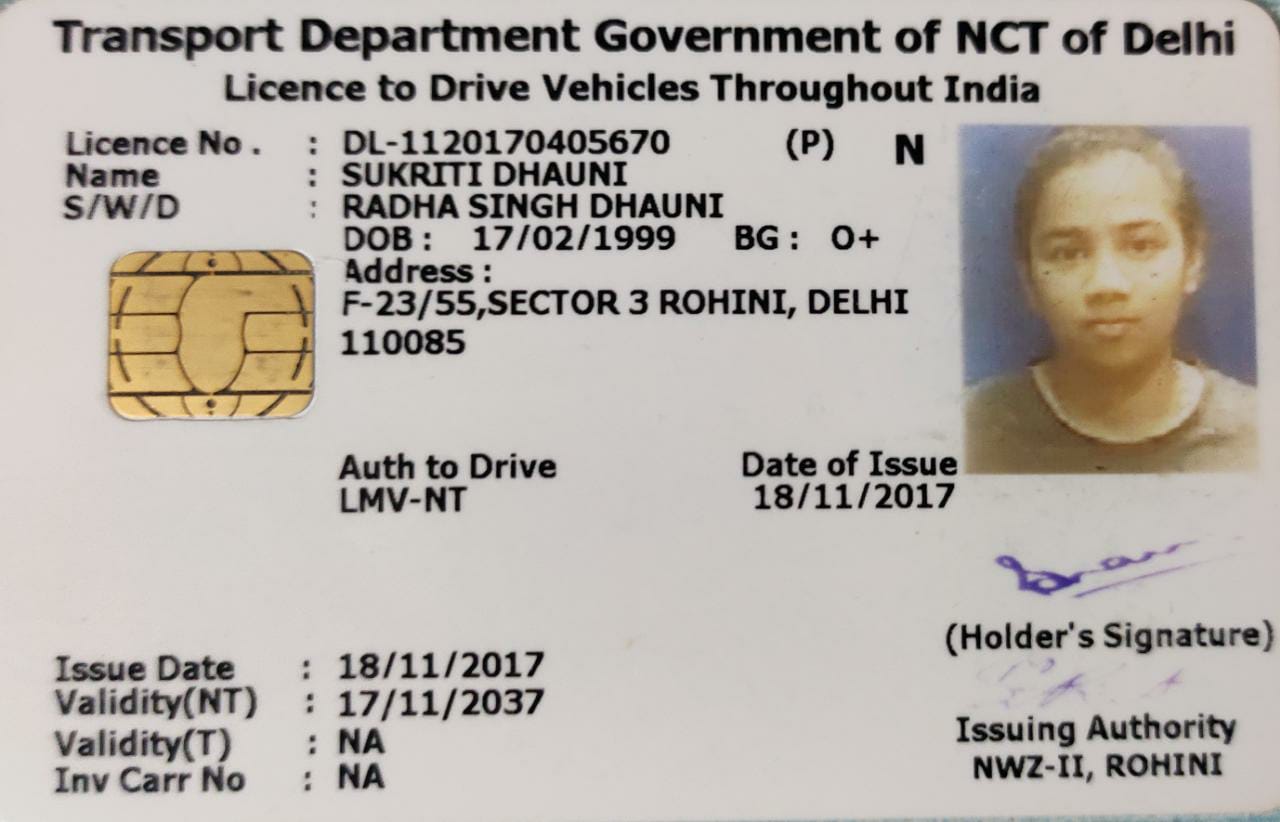 Transport Department Government of NCT of Delhi
Licence to Drive Vehicles Throughout India
Licence No. : DL-1120170405670 (P) N
Name : SUKRITI DHAUNI
S/W/D : RADHA SINGH DHAUNI
DOB : 17/02/1999 BG : O+
Address :
F-23/55,SECTOR 3 ROHINI, DELHI
110085
Auth to Drive Date of Issue
LMV-NT 18/11/2017
(Holder's Signature)
Issue Date : 18/11/2017
Validity(NT) : 17/11/2037
Validity(T) : NA
Inv Carr No : NA
Issuing Authority
NWZ-II, ROHINI